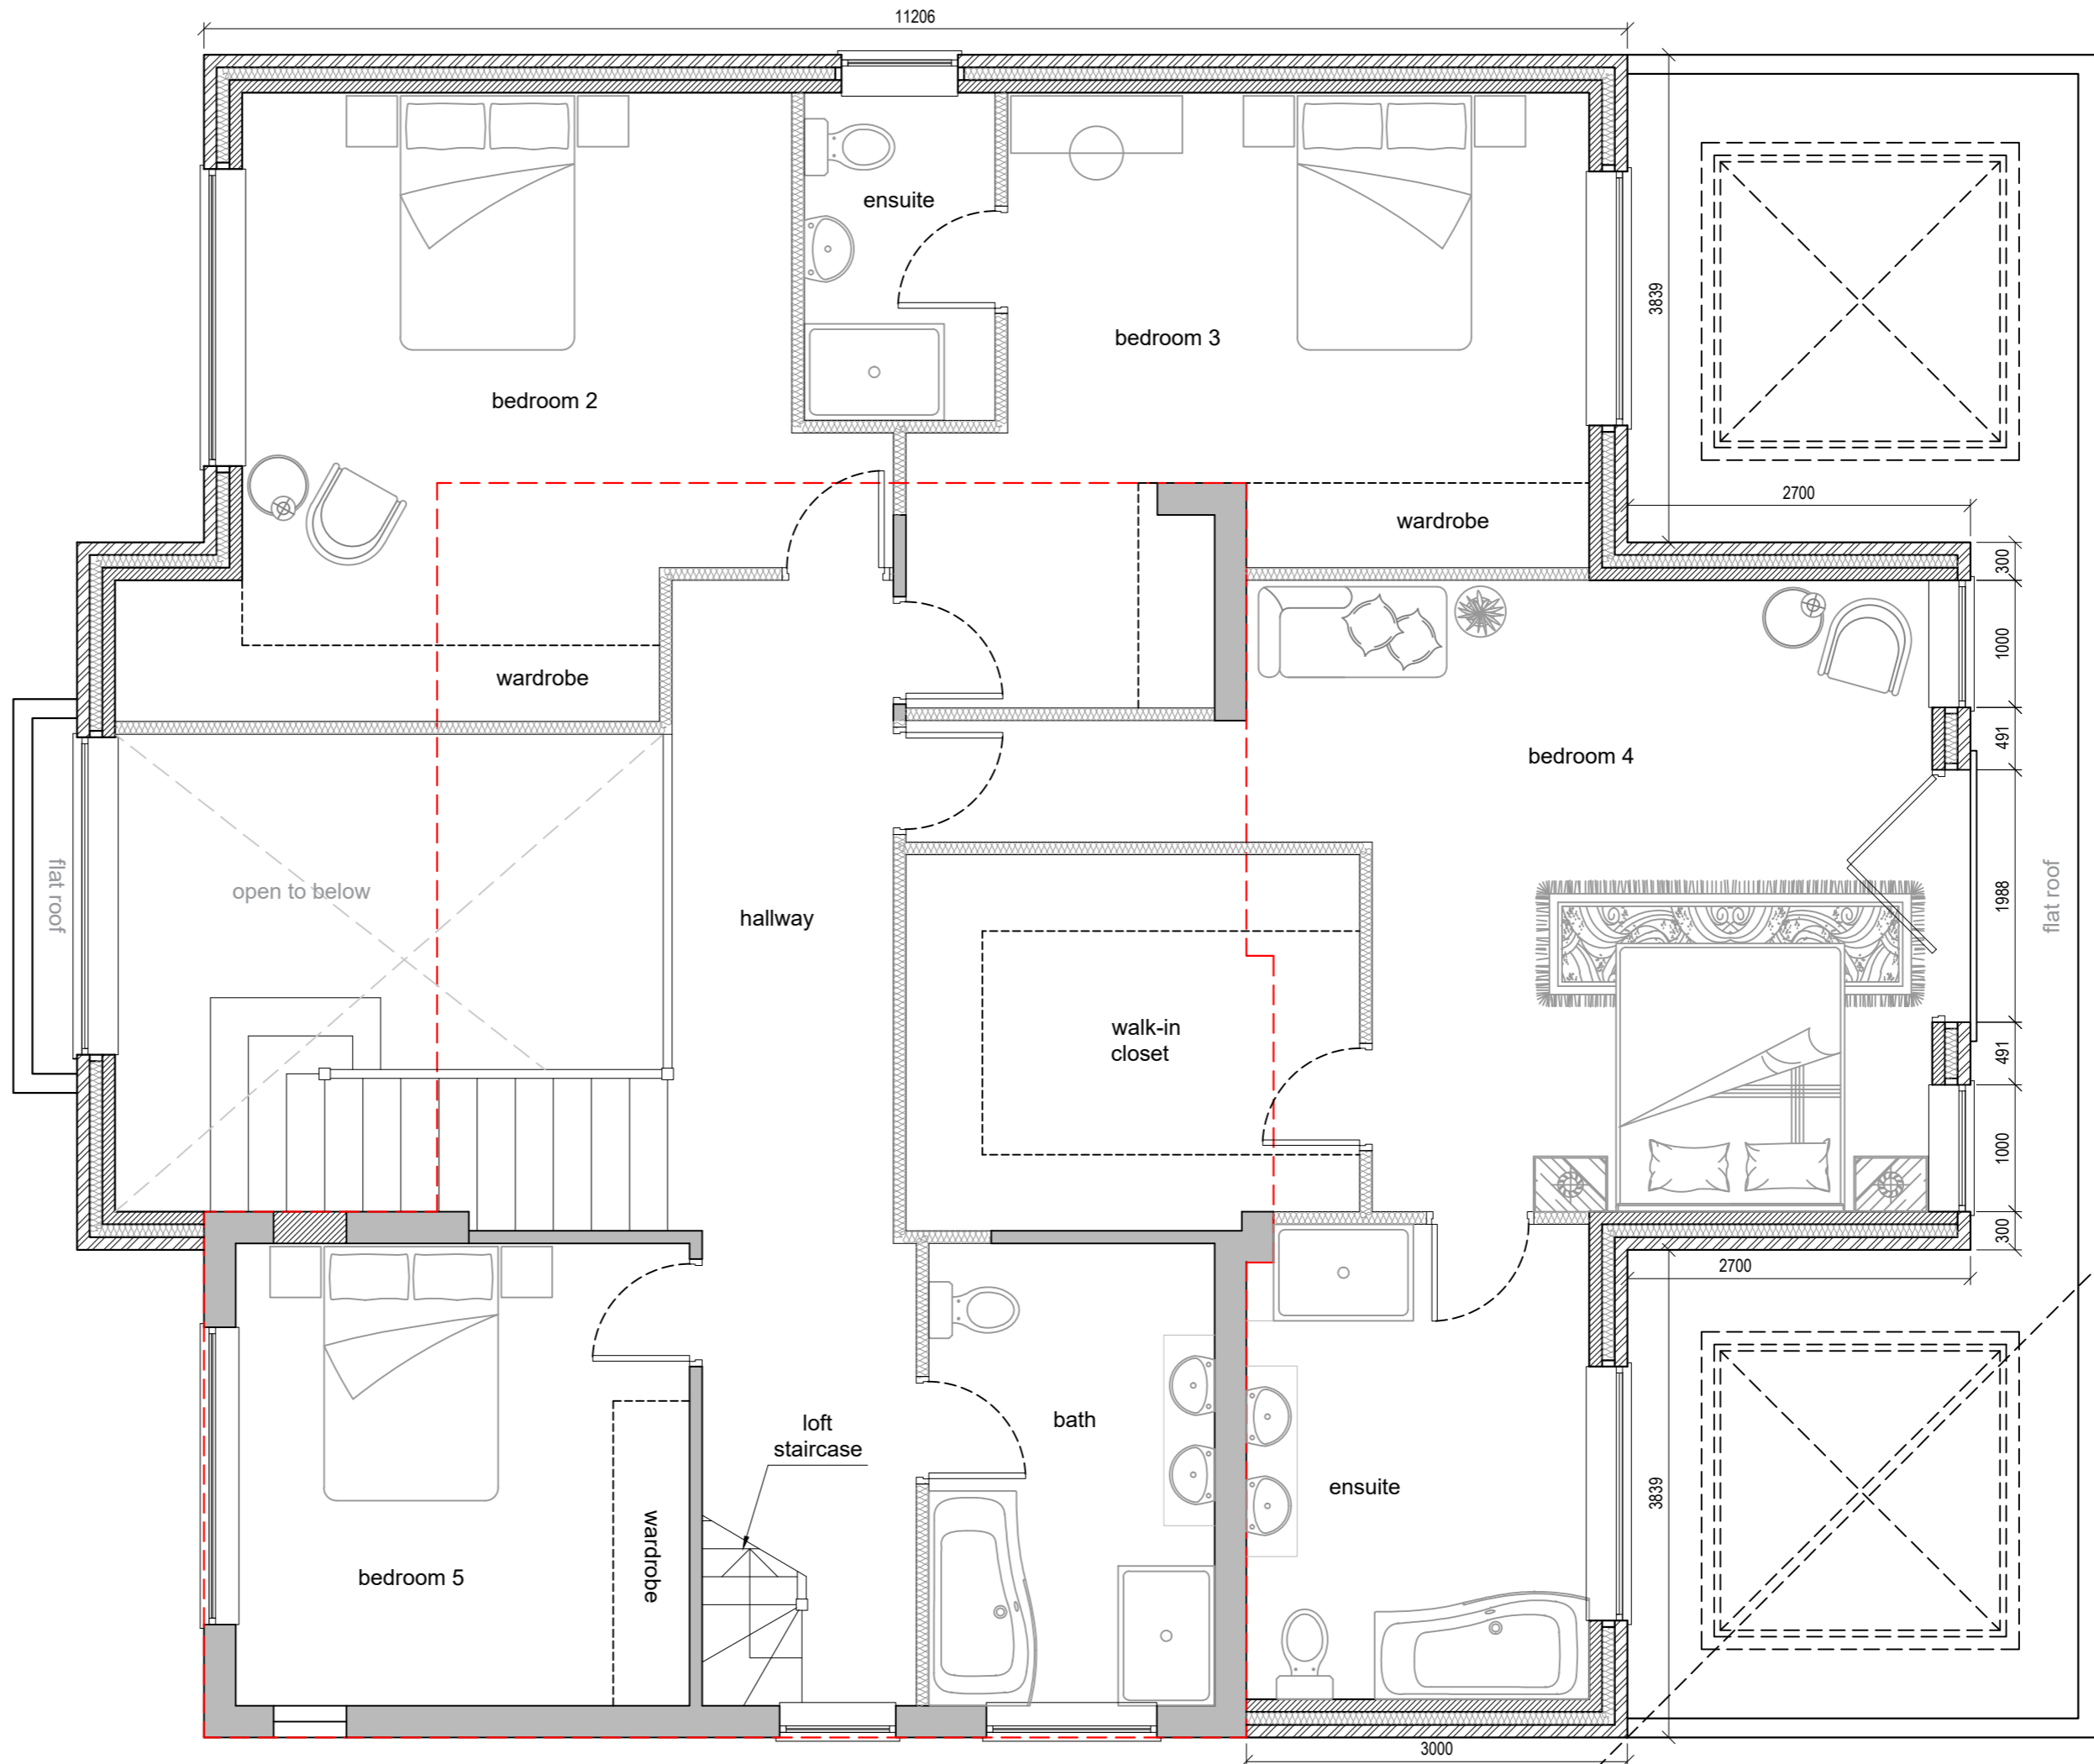 11206
ensuite
3839
bedroom 3
bedroom 2
2700
wardrobe
300
1000
wardrobe
491
bedroom 4
flat roof
open to below
hallway
1988
flat roof
walk-in
closet
491
1000
300
2700
loft
staircase
bath
ensuite
3839
wardrobe
bedroom 5
3000